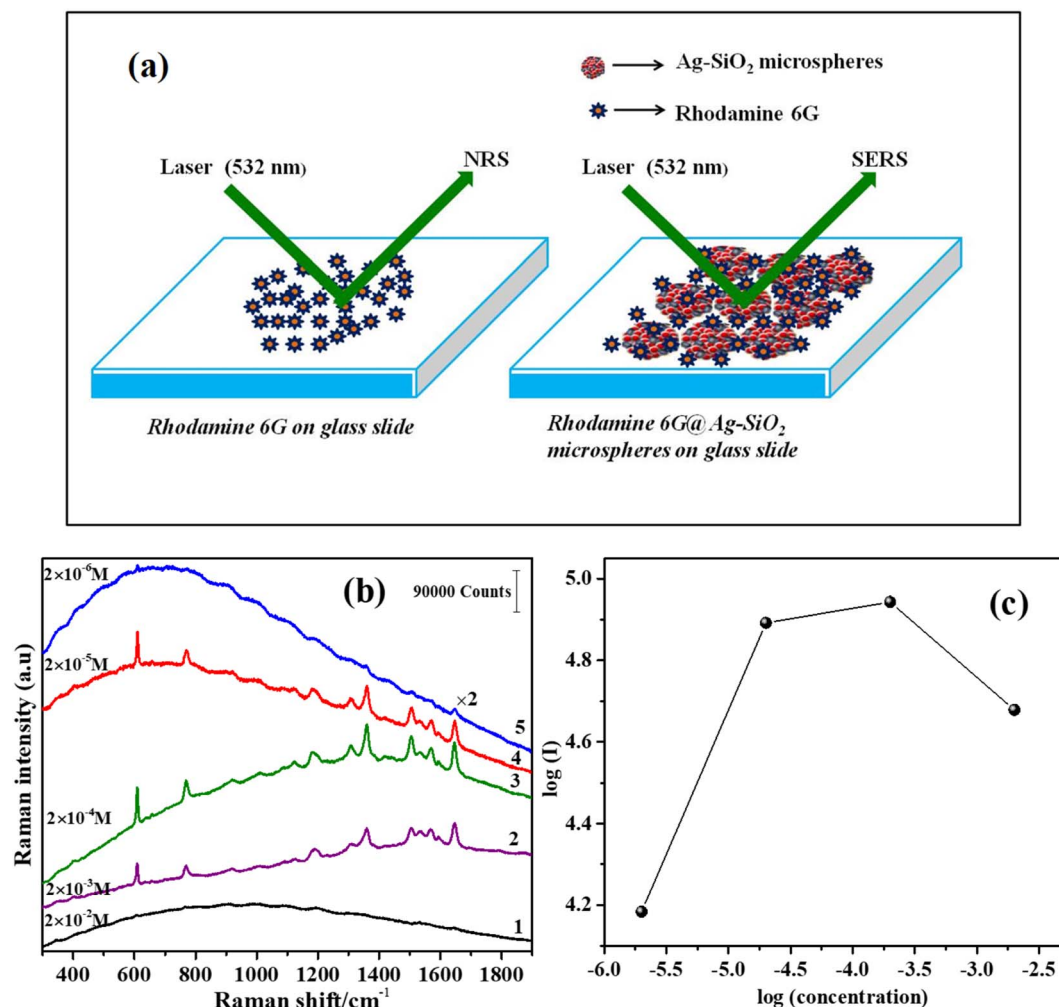 (a)
Ag-SiO₂ microspheres
Rhodamine 6G
Laser (532 nm)
NRS
Laser (532 nm)
SERS
Rhodamine 6G on glass slide
Rhodamine 6G@ Ag-SiO₂
microspheres on glass slide
(b)
2×10⁻⁶M
90000 Counts
2×10⁻⁵M
×2
5
4
3
2×10⁻⁴M
2
2×10⁻³M
2×10⁻²M
1
Raman intensity (a.u)
400 600 800 1000 1200 1400 1600 1800
Raman shift/cm⁻¹
(c)
5.0
4.8
4.6
4.4
4.2
log (I)
-6.0 -5.5 -5.0 -4.5 -4.0 -3.5 -3.0 -2.5
log (concentration)